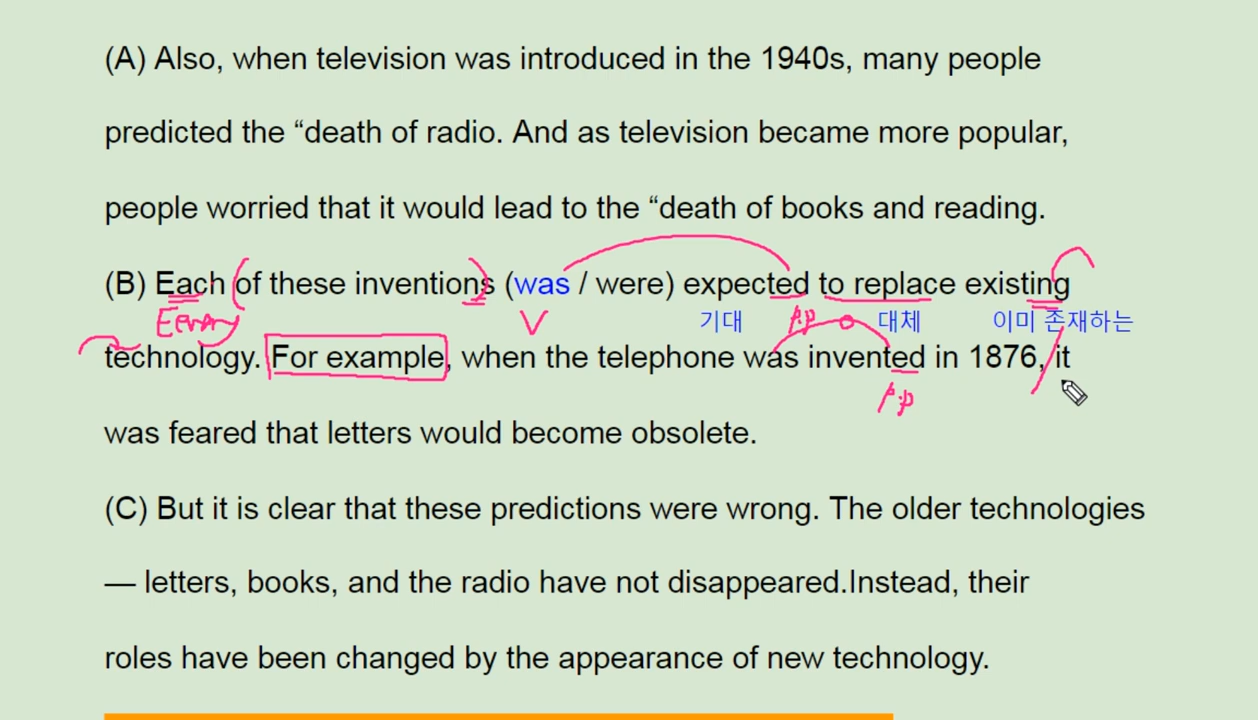 (A) Also, when television was introduced in the 1940s, many people
predicted the “death of radio. And as television became more popular,
people worried that it would lead to the “death of books and reading.
(B) Each (of these inventions) (was / were) expected to replace existing
Every V 기대 p.p 대체 이미 존재하는
technology. For example, when the telephone was invented in 1876, / it
p.p
was feared that letters would become obsolete.
(C) But it is clear that these predictions were wrong. The older technologies
— letters, books, and the radio have not disappeared.Instead, their
roles have been changed by the appearance of new technology.